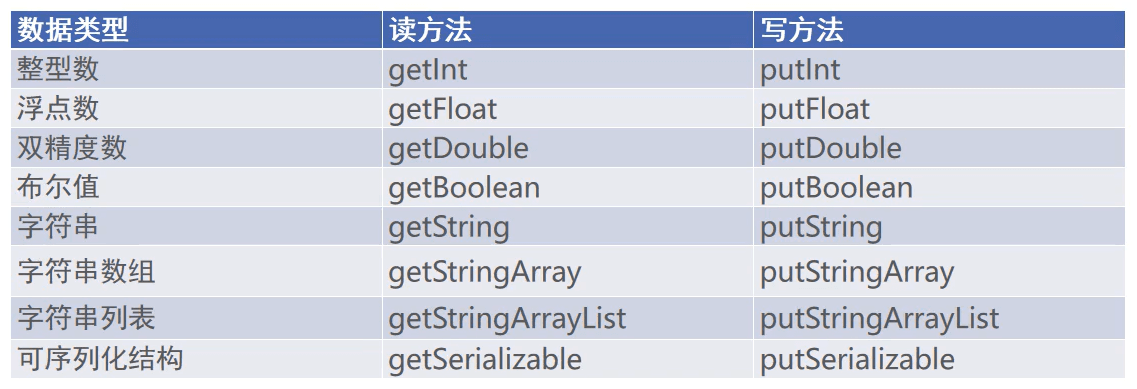 数据类型 读方法 写方法
整型数 getInt putInt
浮点数 getFloat putFloat
双精度数 getDouble putDouble
布尔值 getBoolean putBoolean
字符串 getString putString
字符串数组 getStringArray putStringArray
字符串列表 getStringArrayList putStringArrayList
可序列化结构 getSerializable putSerializable